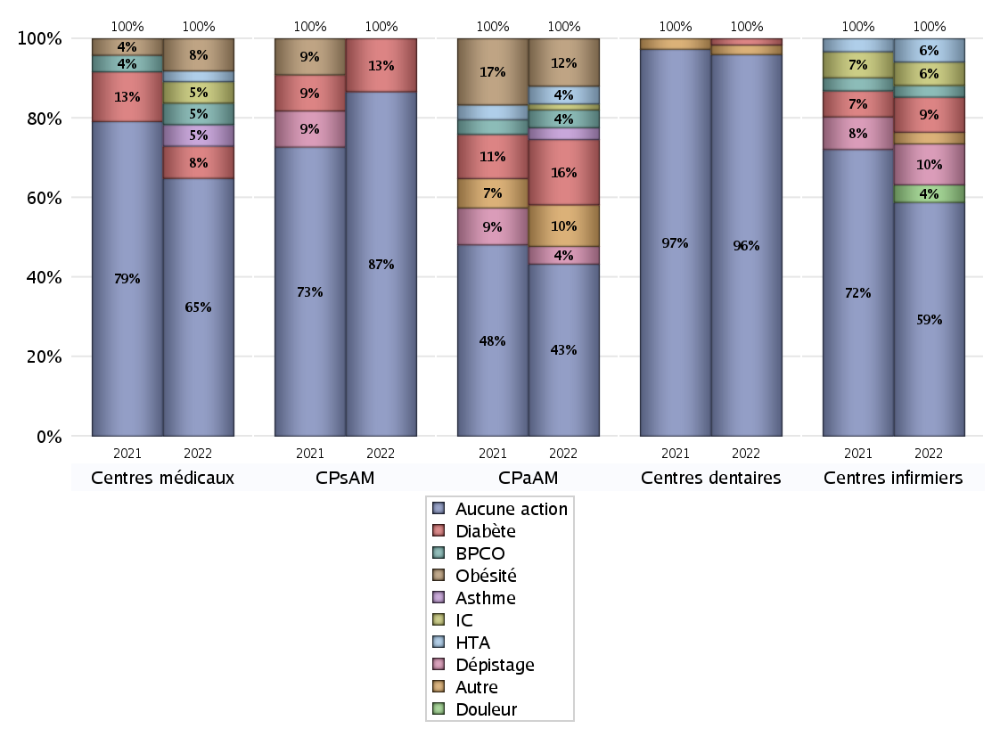 100% 100% 100% 100% 100% 100% 100% 100% 100% 100%
100%
80%
60%
40%
20%
0%
4% 4% 13% 79%
8% 5% 5% 5% 8% 65%
9% 9% 9% 73%
13% 87%
17% 11% 7% 9% 48%
12% 4% 4% 16% 10% 4% 43%
97%
96%
7% 7% 8% 72%
6% 6% 9% 10% 4% 59%
2021 2022 2021 2022 2021 2022 2021 2022 2021 2022
Centres médicaux CPsAM CPaAM Centres dentaires Centres infirmiers
Aucune action
Diabète
BPCO
Obésité
Asthme
IC
HTA
Dépistage
Autre
Douleur